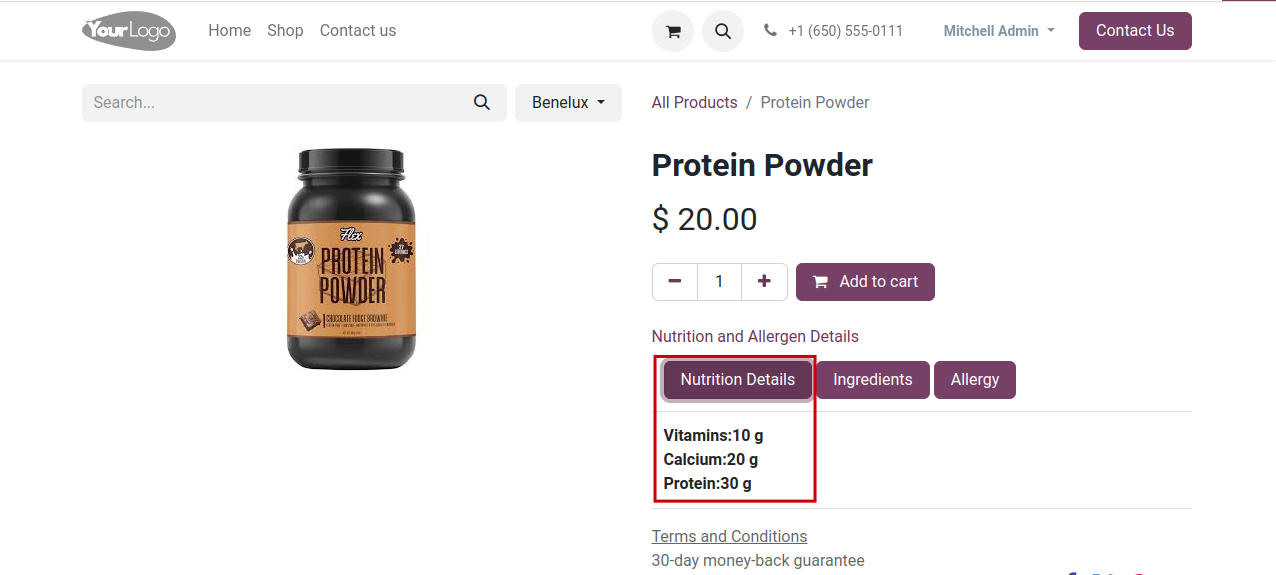 YourLogo
Home Shop Contact us
+1 (650) 555-0111
Mitchell Admin
Contact Us
Search...
Benelux
All Products / Protein Powder
Flex
PROTEIN
POWDER
CHOCOLATE FUDGE BROWNIE
Protein Powder
$ 20.00
1
Add to cart
Nutrition and Allergen Details
Nutrition Details
Ingredients
Allergy
Vitamins:10 g
Calcium:20 g
Protein:30 g
Terms and Conditions
30-day money-back guarantee